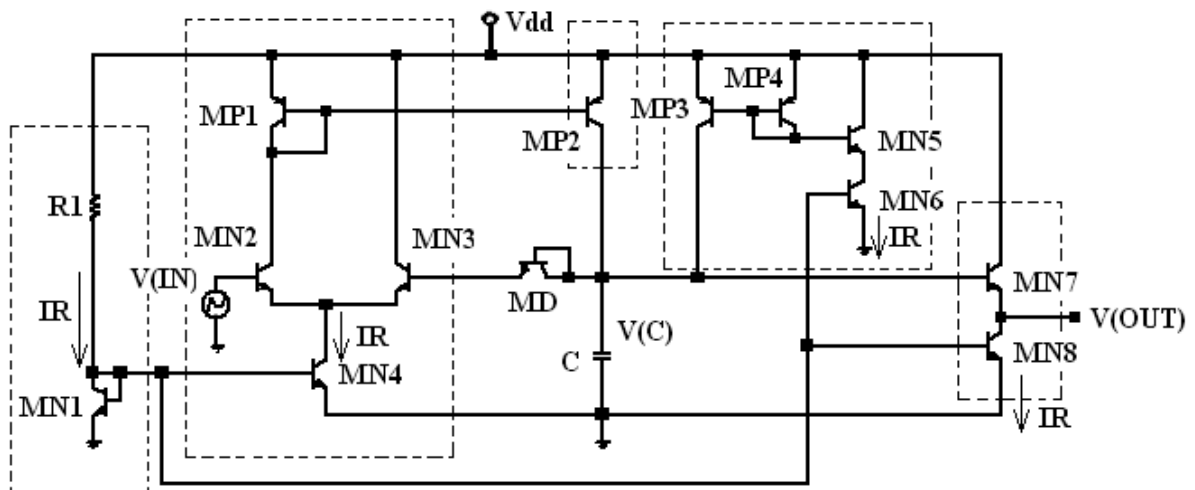 Vdd
MP1
MP2
MP3
MP4
MN5
R1
MN6
IR
MN2
MN3
V(IN)
MD
MN7
V(OUT)
IR
IR
V(C)
C
MN8
MN4
MN1
IR